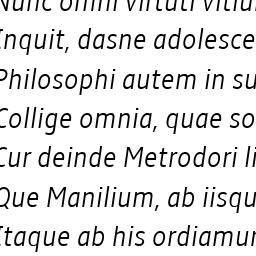 Nunc omni virtuti vitiu
Inquit, dasne adolesce
Philosophi autem in su
Collige omnia, quae so
Cur deinde Metrodori li
Que Manilium, ab iisqu
Itaque ab his ordiamur